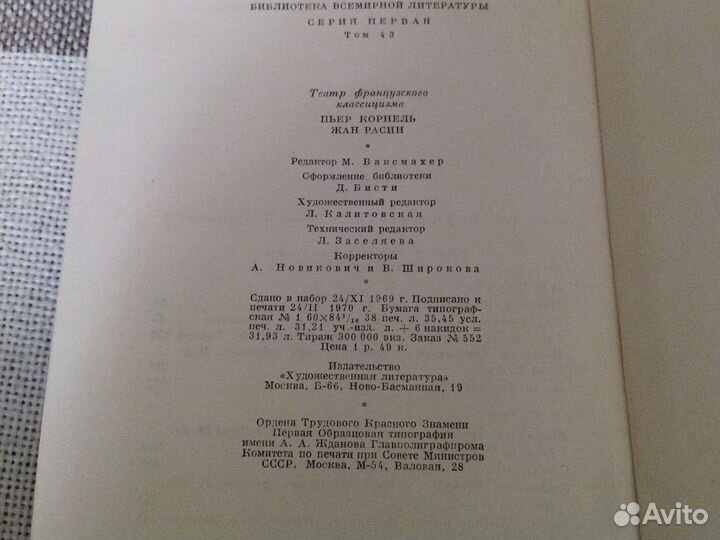 БИБЛИОТЕКА ВСЕМИРНОЙ ЛИТЕРАТУРЫ
СЕРИЯ ПЕРВАЯ
Том 43
Театр французского
классицизма
ПЬЕР КОРНЕЛЬ
ЖАН РАСИН
*
Редактор М. Ваксмахер
Оформление библиотеки
Д. Бисти
Художественный редактор
Л. Калитовская
Технический редактор
Л. Заселяева
Корректоры
А. Новикович и В. Широкова
*
Сдано в набор 24/XI 1969 г. Подписано к
печати 24/II 1970 г. Бумага типограф-
ская № 1 60×84¹/₁₆ 38 печ. л. 35,45 усл.
печ. л. 31,21 уч.-изд. л. + 6 накидок =
31,93 л. Тираж 300 000 экз. Заказ № 552
Цена 1 р. 49 к.
Издательство
«Художественная литература»
Москва, Б-66, Ново-Басманная, 19
*
Ордена Трудового Красного Знамени
Первая Образцовая типография
имени А. А. Жданова Главполиграфпрома
Комитета по печати при Совете Министров
СССР. Москва, М-54, Валовая, 28
Avito